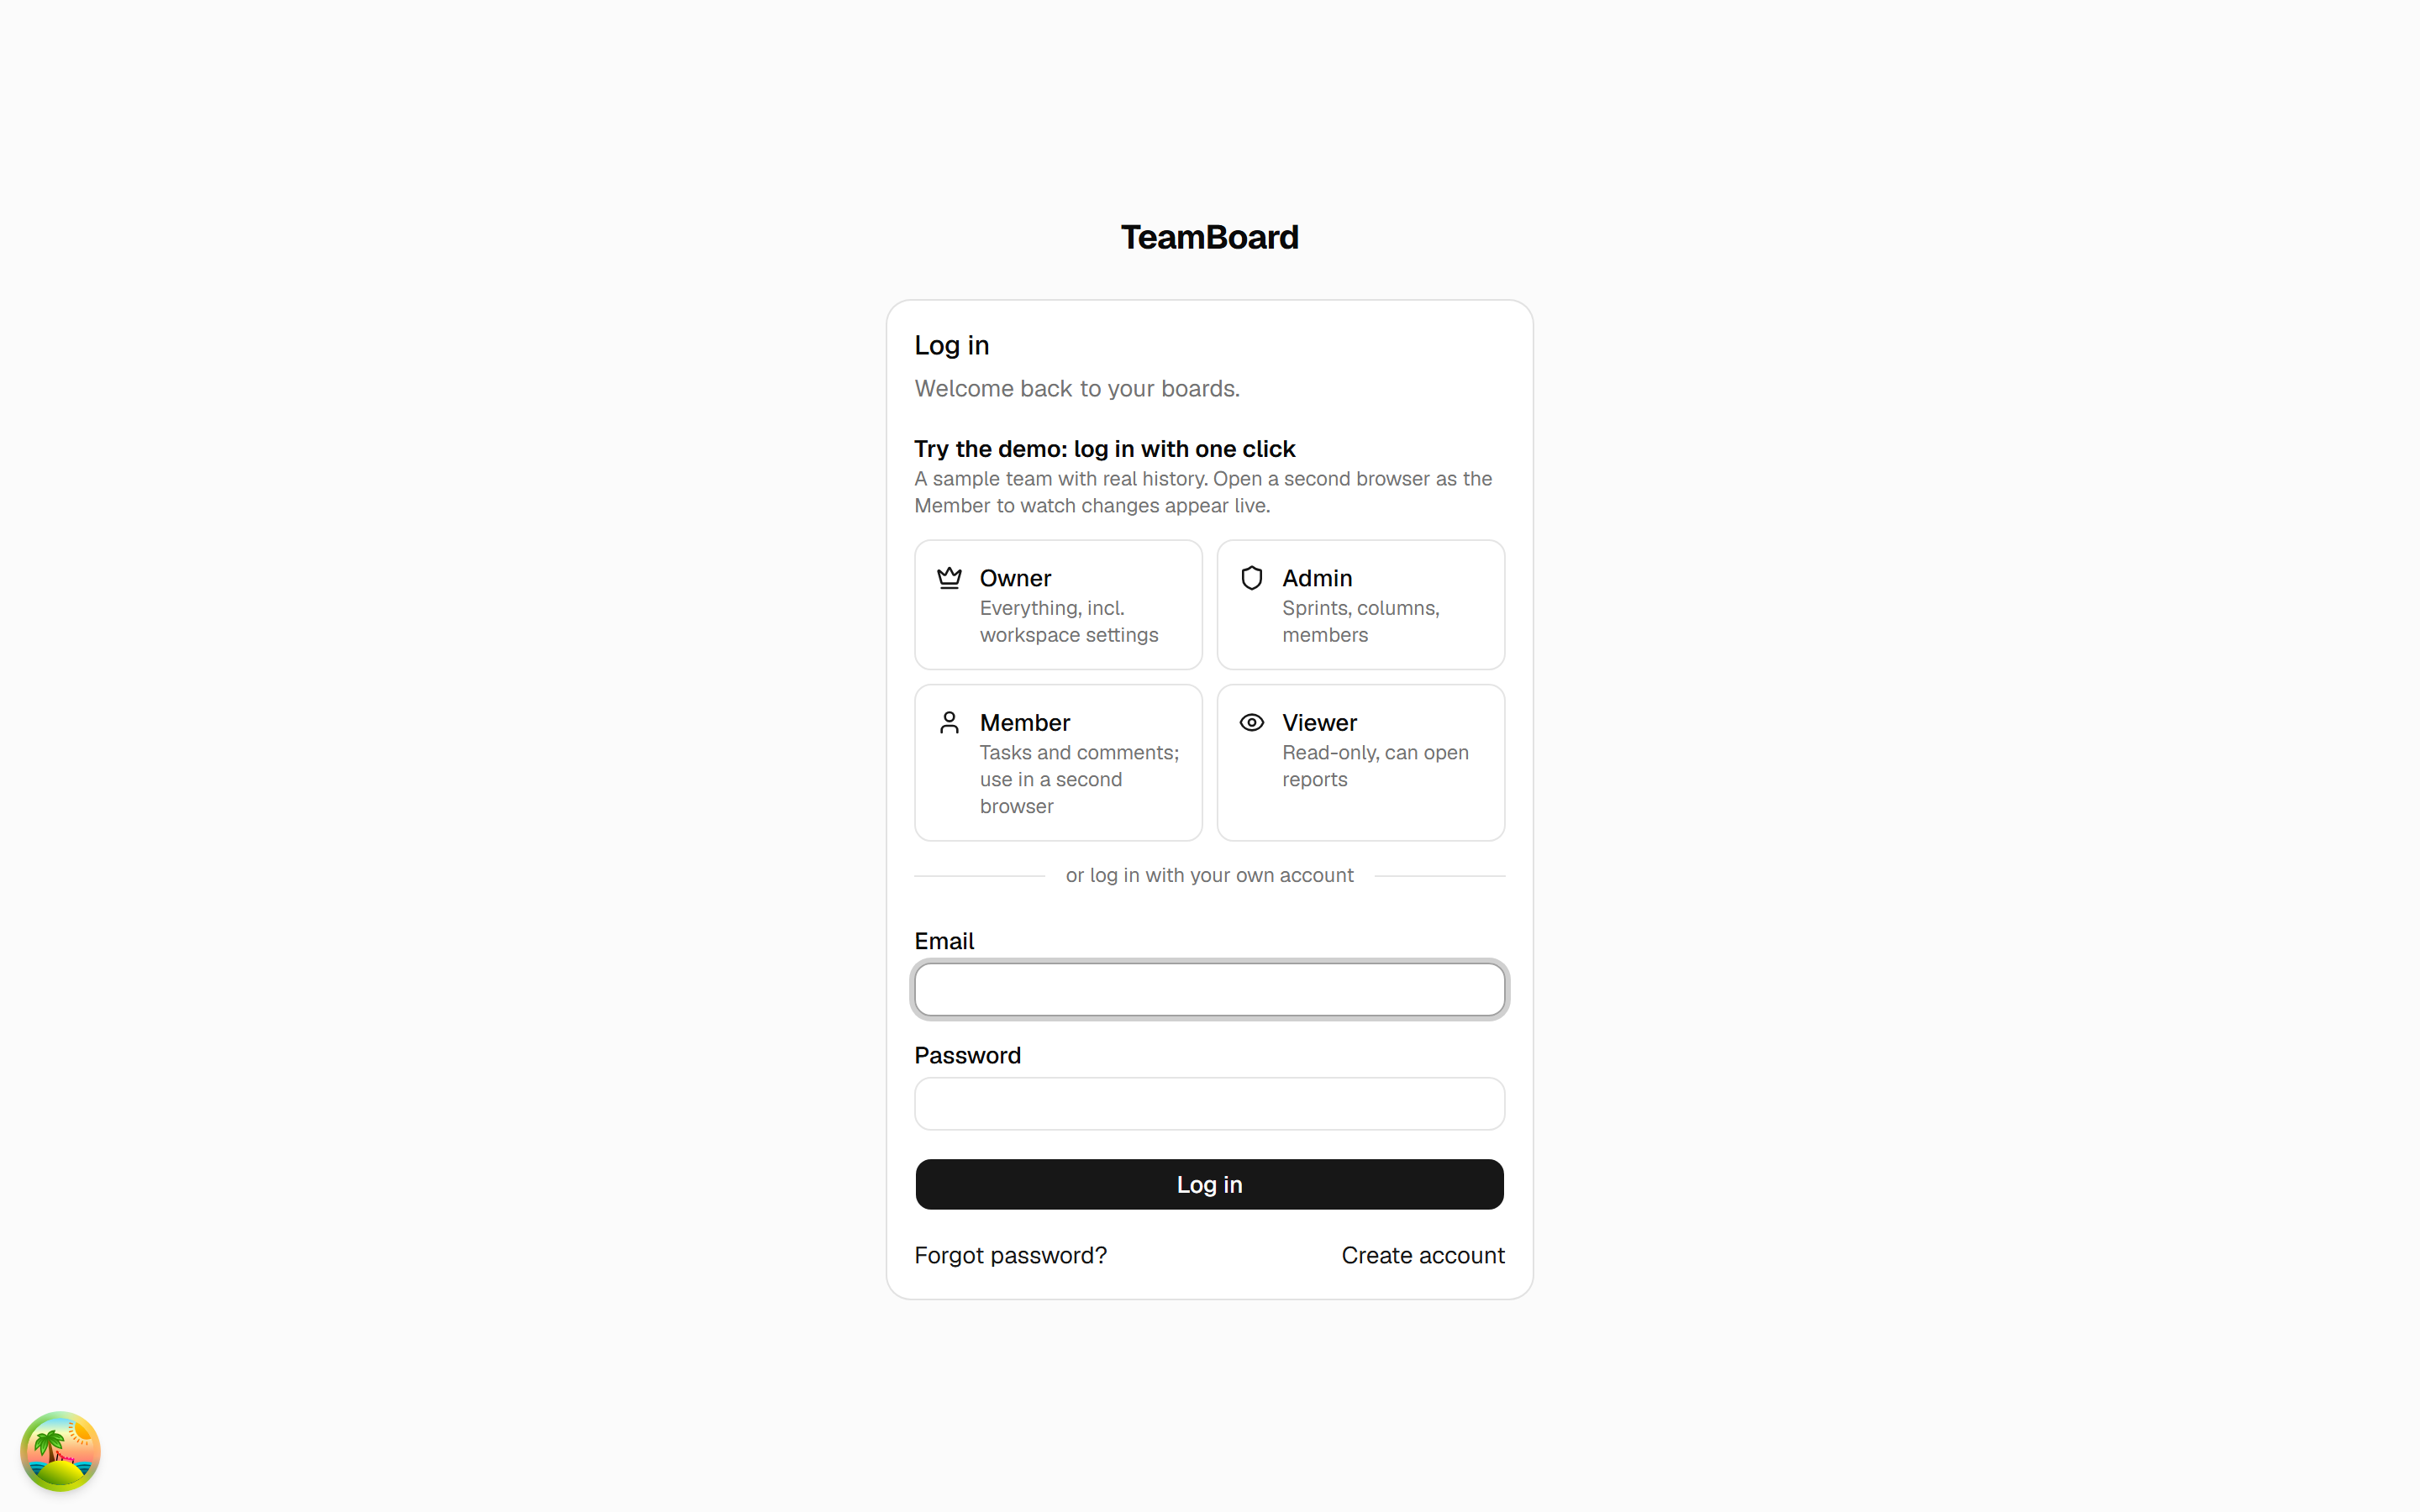 TeamBoard
Log in
Welcome back to your boards.
Try the demo: log in with one click
A sample team with real history. Open a second browser as the
Member to watch changes appear live.
Owner
Everything, incl.
workspace settings
Admin
Sprints, columns,
members
Member
Tasks and comments;
use in a second
browser
Viewer
Read-only, can open
reports
or log in with your own account
Email
Password
Log in
Forgot password?
Create account